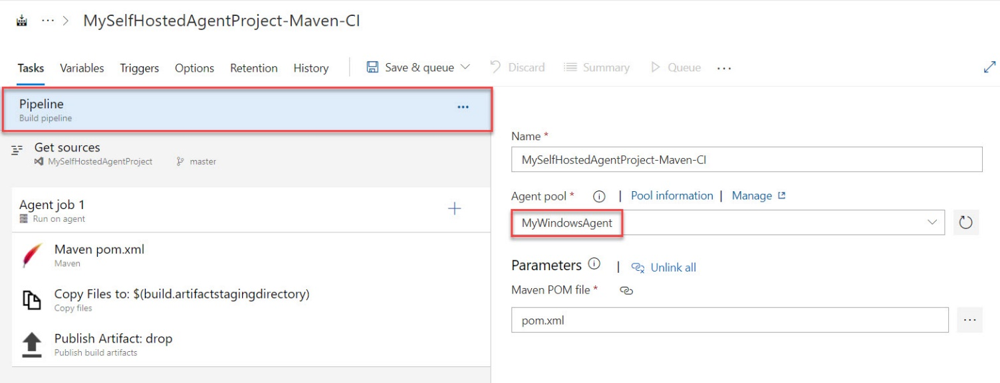 ... > MySelfHostedAgentProject-Maven-CI
Tasks Variables Triggers Options Retention History Save & queue Discard Summary Queue ...
Pipeline
Build pipeline
...
Get sources
MySelfHostedAgentProject master
Agent job 1
Run on agent
+
Maven pom.xml
Maven
Copy Files to: $(build.artifactstagingdirectory)
Copy files
Publish Artifact: drop
Publish build artifacts
Name *
MySelfHostedAgentProject-Maven-CI
Agent pool * | Pool information | Manage
MyWindowsAgent
Parameters | Unlink all
Maven POM file *
pom.xml
...